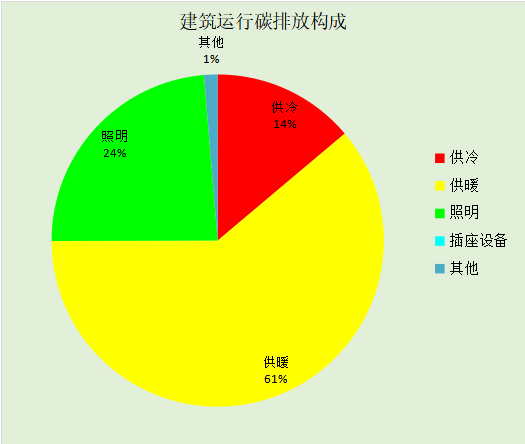 建筑运行碳排放构成
其他
1%
供冷
14%
照明
24%
供暖
61%
供冷
供暖
照明
插座设备
其他